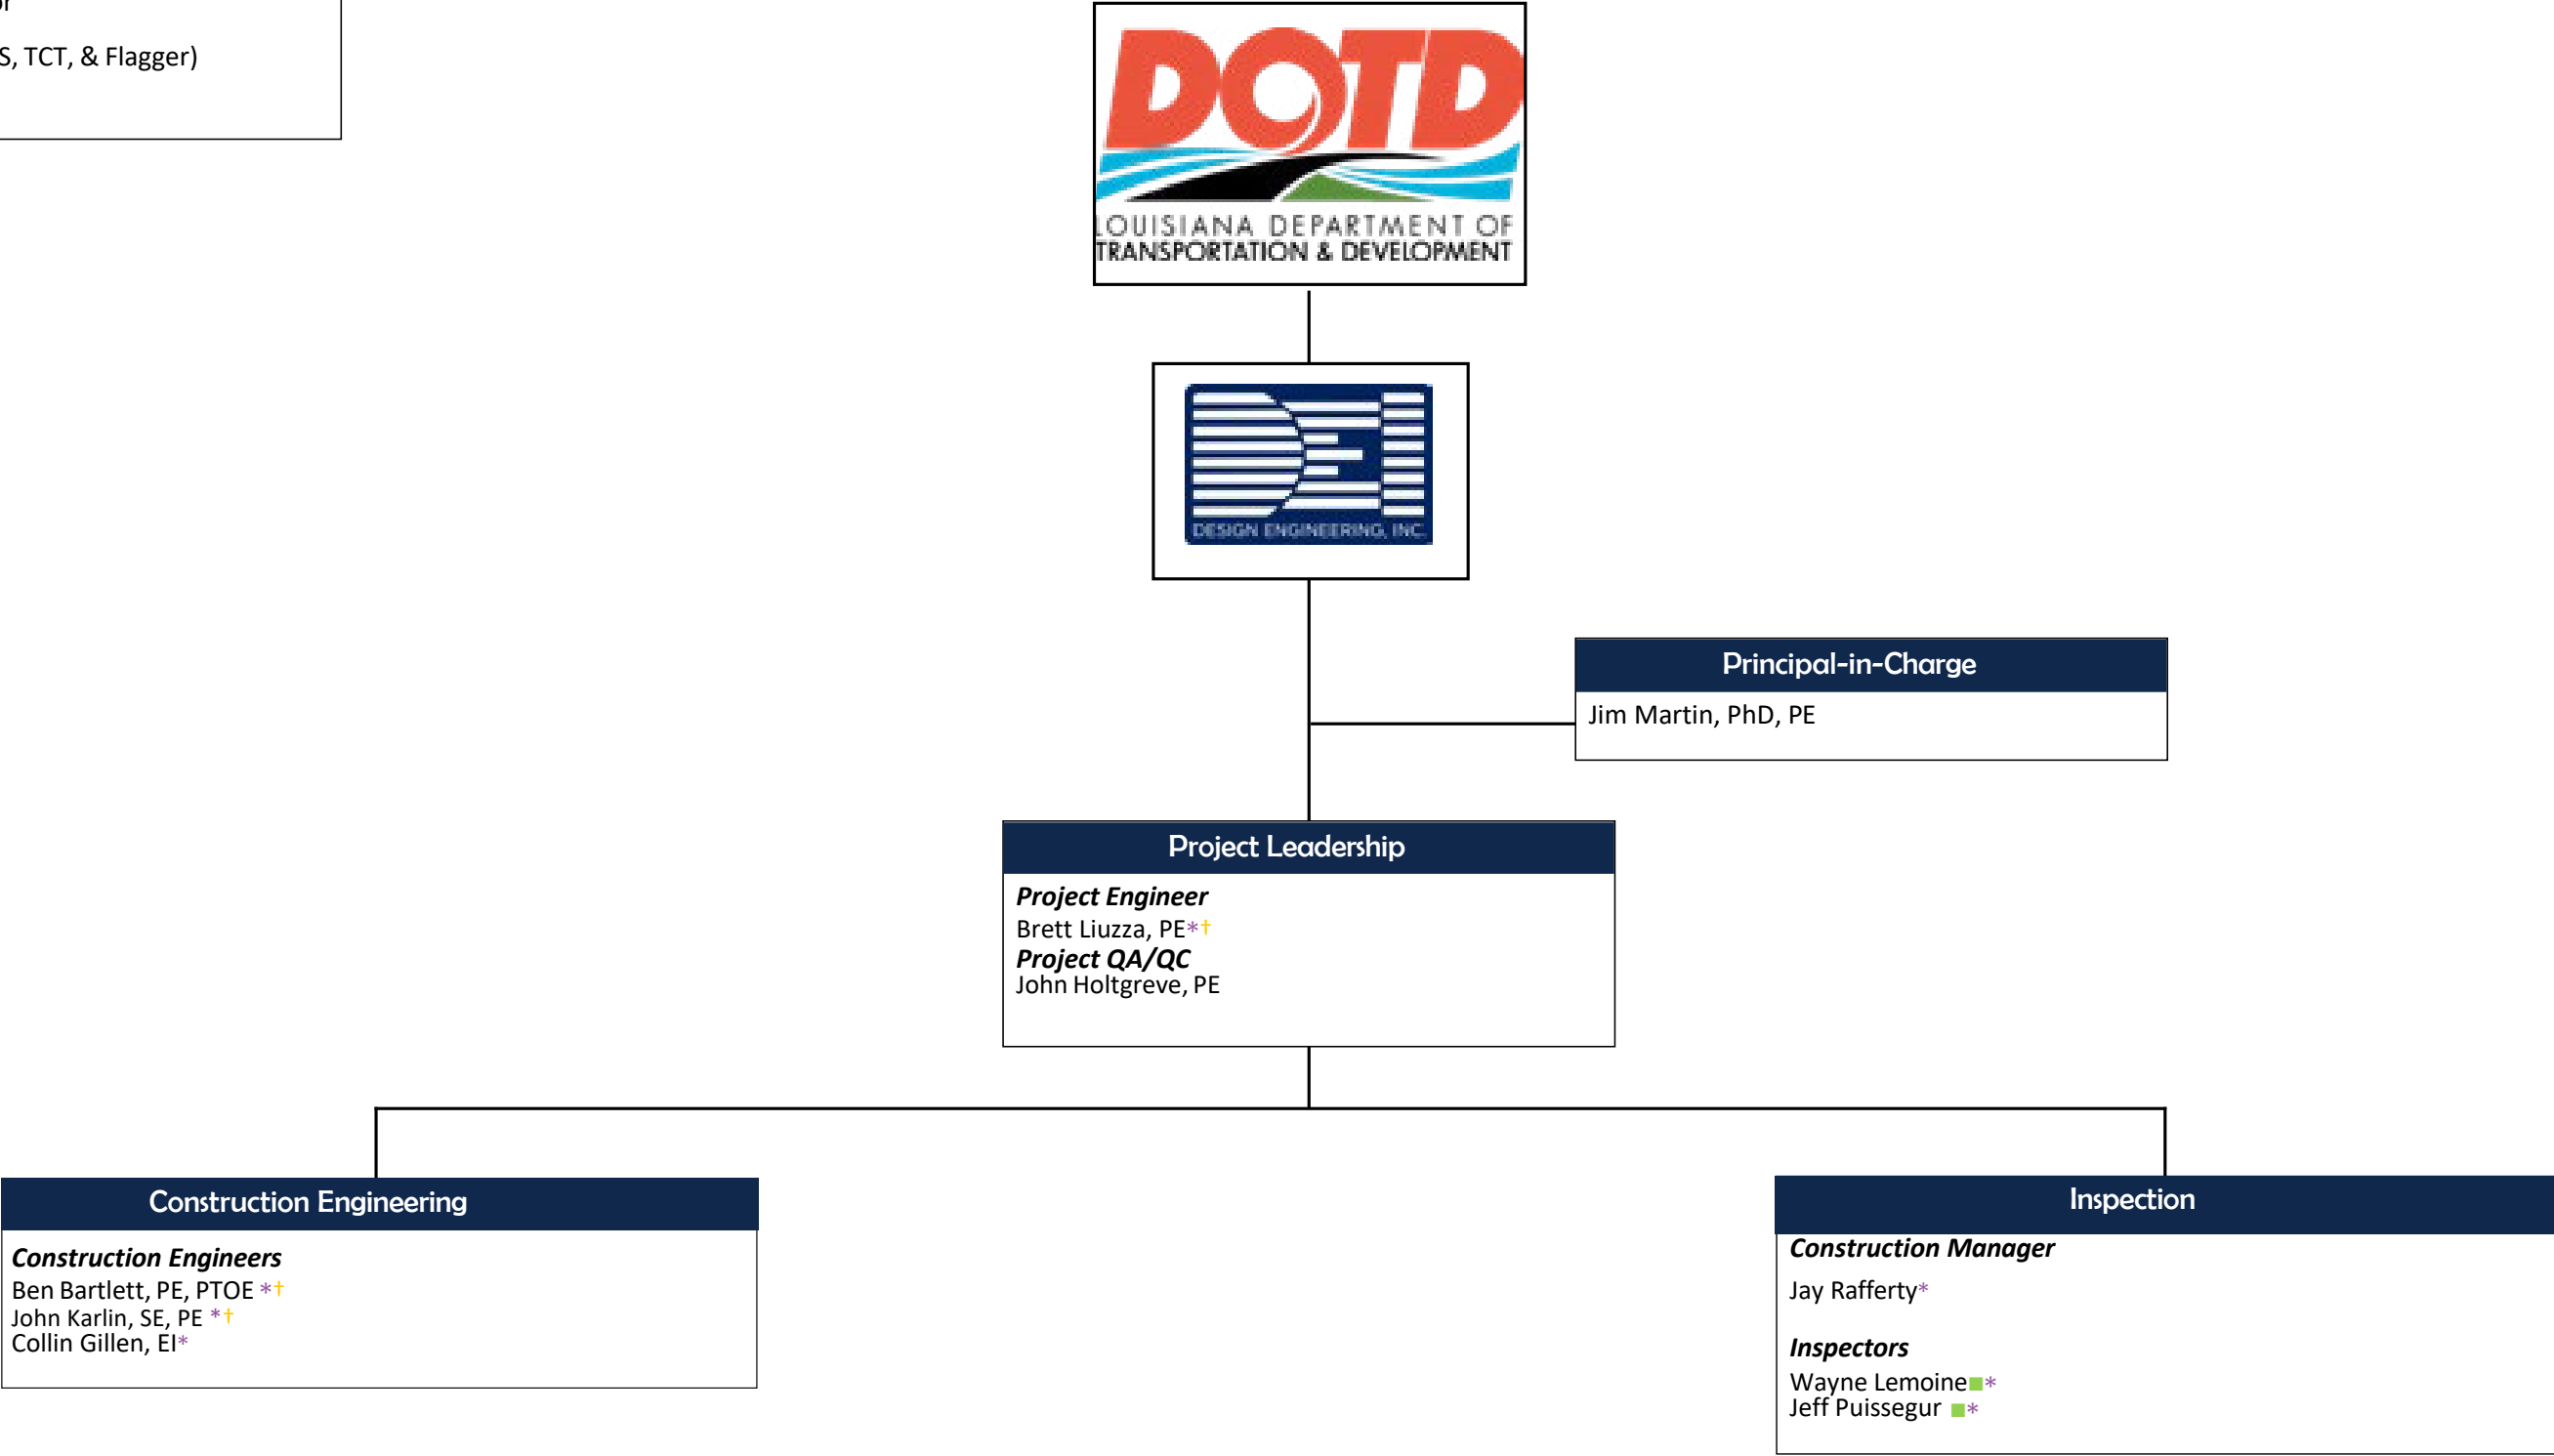 or
S, TCT, & Flagger)
DOTD
LOUISIANA DEPARTMENT OF
TRANSPORTATION & DEVELOPMENT
DEI
DESIGN ENGINEERING, INC.
Principal-in-Charge
Jim Martin, PhD, PE
Project Leadership
Project Engineer
Brett Liuzza, PE*†
Project QA/QC
John Holtgreve, PE
Construction Engineering
Construction Engineers
Ben Bartlett, PE, PTOE *†
John Karlin, SE, PE *†
Collin Gillen, EI*
Inspection
Construction Manager
Jay Rafferty*
Inspectors
Wayne Lemoine■*
Jeff Puissegur ■*